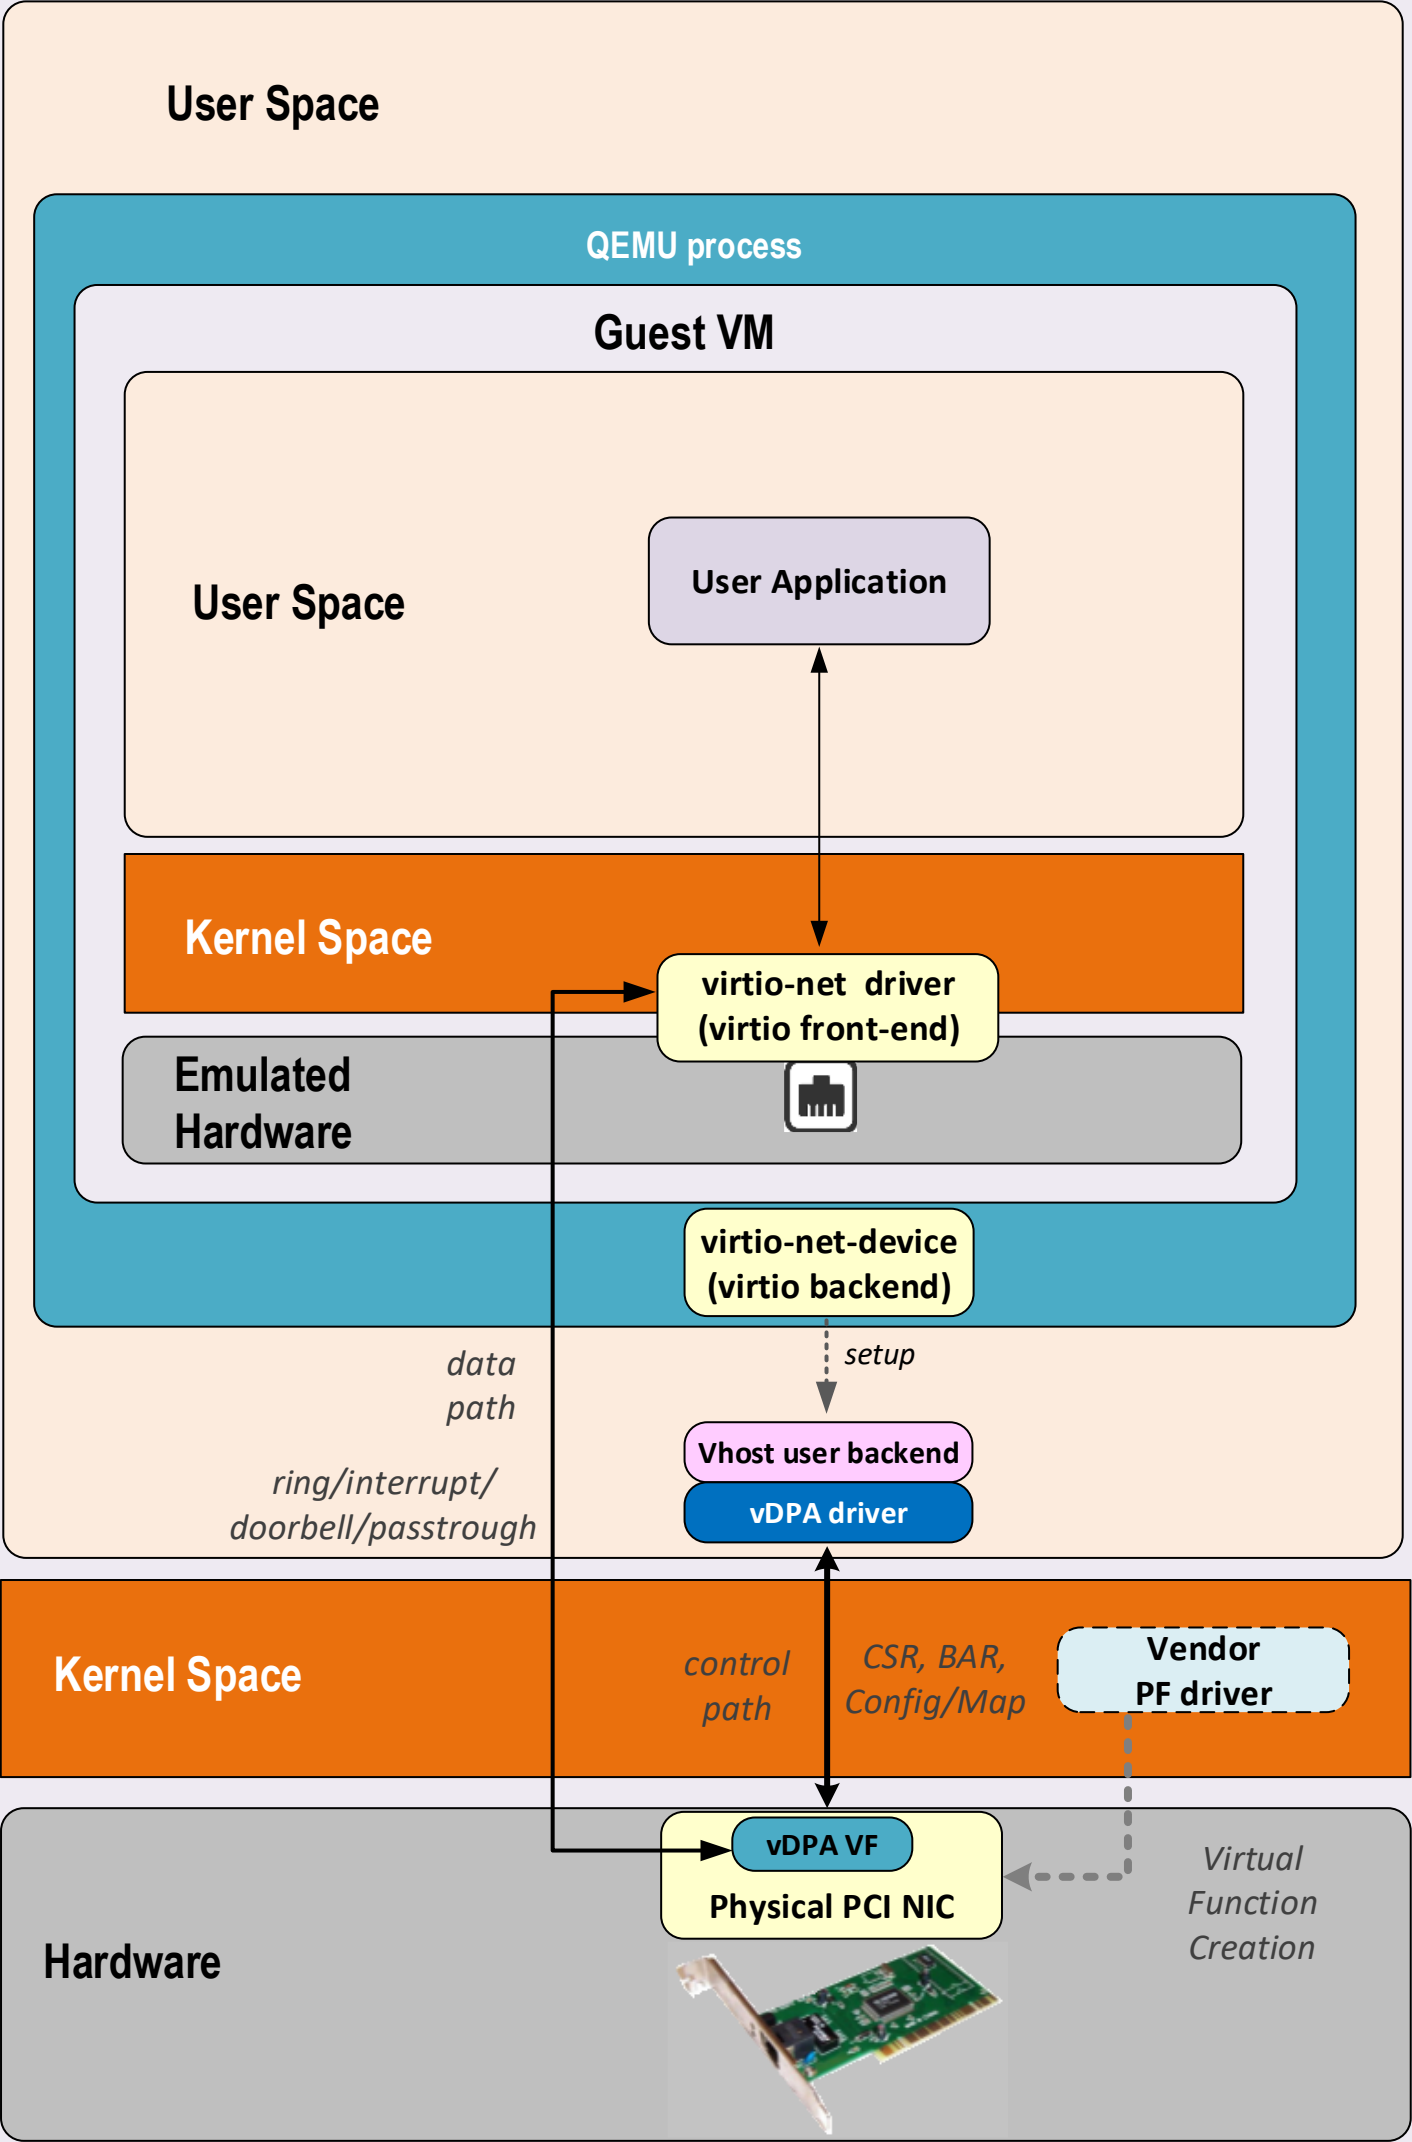 User Space
QEMU process
Guest VM
User Application
User Space
Kernel Space
virtio-net driver
(virtio front-end)
Emulated
Hardware
virtio-net-device
(virtio backend)
setup
data
path
Vhost user backend
ring/interrupt/
doorbell/passtrough
vDPA driver
control
path
CSR, BAR,
Config/Map
Vendor
PF driver
Kernel Space
vDPA VF
Physical PCI NIC
Virtual
Function
Creation
Hardware